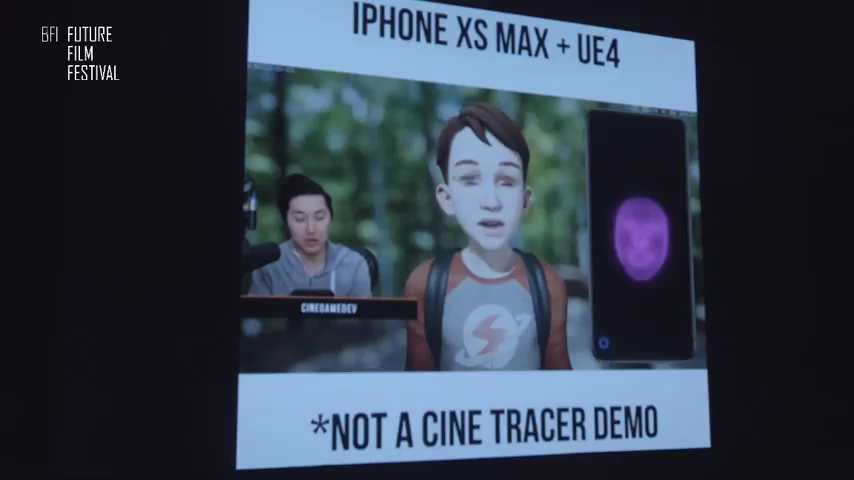 BFI FUTURE
FILM
FESTIVAL
IPHONE XS MAX + UE4
CINEGAMEDEV
*NOT A CINE TRACER DEMO